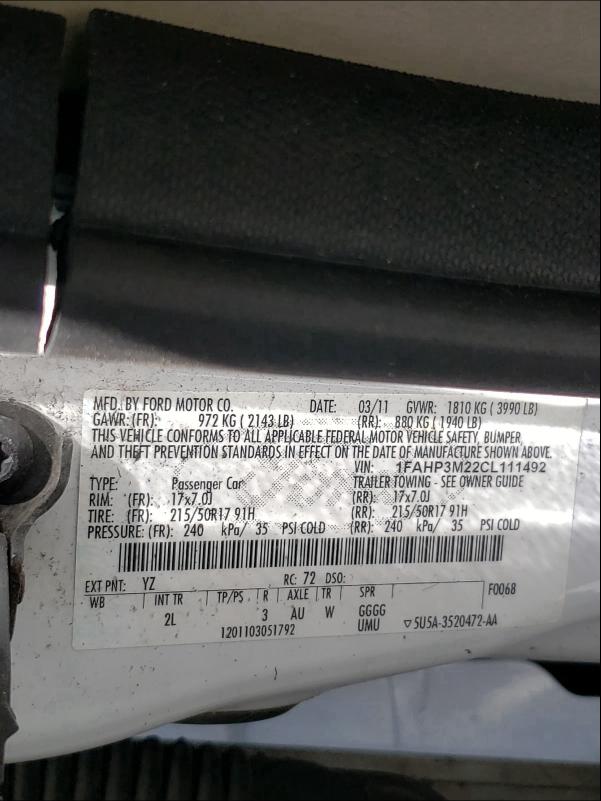 MFD. BY FORD MOTOR CO. DATE: 03/11 GVWR: 1810 KG ( 3990 LB)
GAWR: (FR): 972 KG ( 2143 LB) (RR): 880 KG ( 1940 LB)
THIS VEHICLE CONFORMS TO ALL APPLICABLE FEDERAL MOTOR VEHICLE SAFETY, BUMPER,
AND THEFT PREVENTION STANDARDS IN EFFECT ON THE DATE OF MANUFACTURE SHOWN ABOVE.
VIN: 1FAHP3M22CL111492
TYPE: Passenger Car TRAILER TOWING - SEE OWNER GUIDE
RIM: (FR): 17x7.0J (RR): 17x7.0J
TIRE: (FR): 215/50R17 91H (RR): 215/50R17 91H
PRESSURE: (FR): 240 kPa/ 35 PSI COLD (RR): 240 kPa/ 35 PSI COLD
EXT PNT: YZ RC: 72 DSO: F0068
WB INT TR TP/PS R AXLE TR SPR
2L 3 AU W GGGG
1201103051792 UMU ▽5U5A-3520472-AA